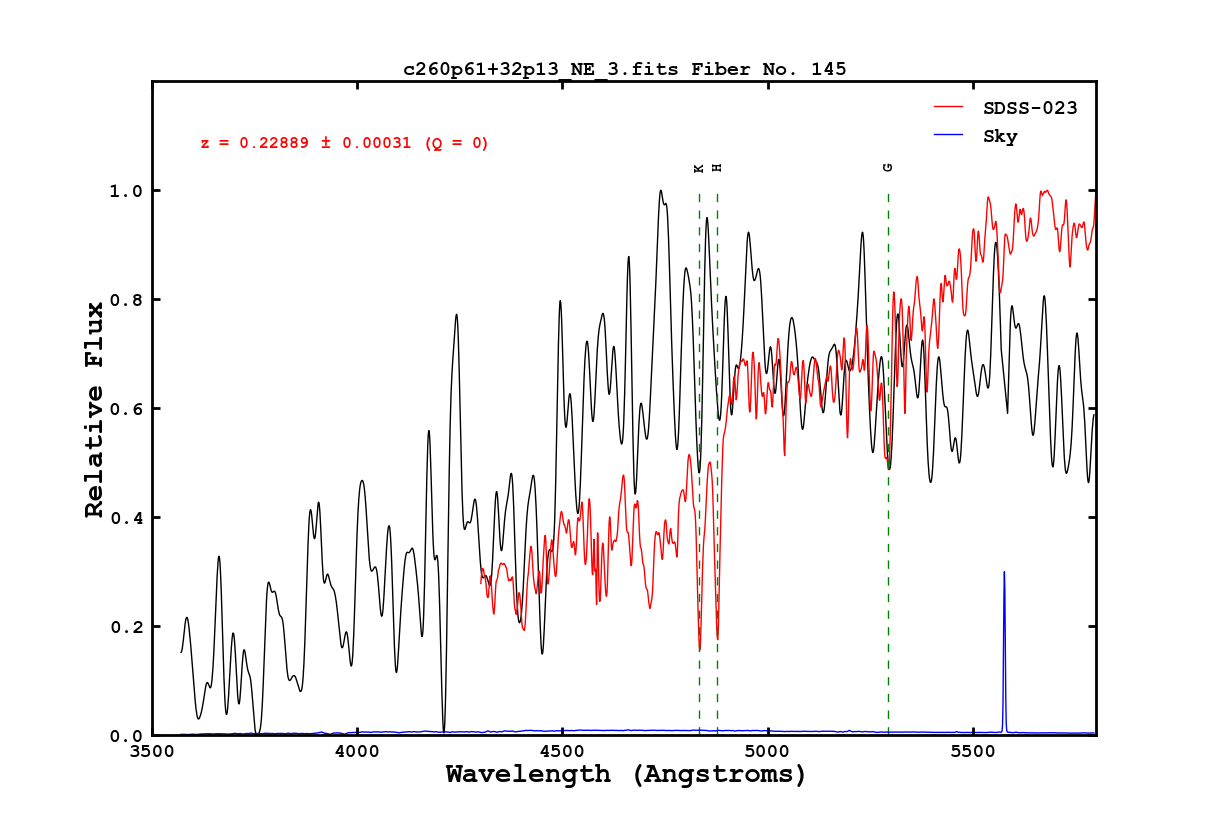 c260p61+32p13_NE_3.fits Fiber No. 145
SDSS-023
Sky
z = 0.22889 ± 0.00031 (Q = 0)
K H G
1.0
0.8
0.6
0.4
0.2
0.0
Relative Flux
3500 4000 4500 5000 5500
Wavelength (Angstroms)